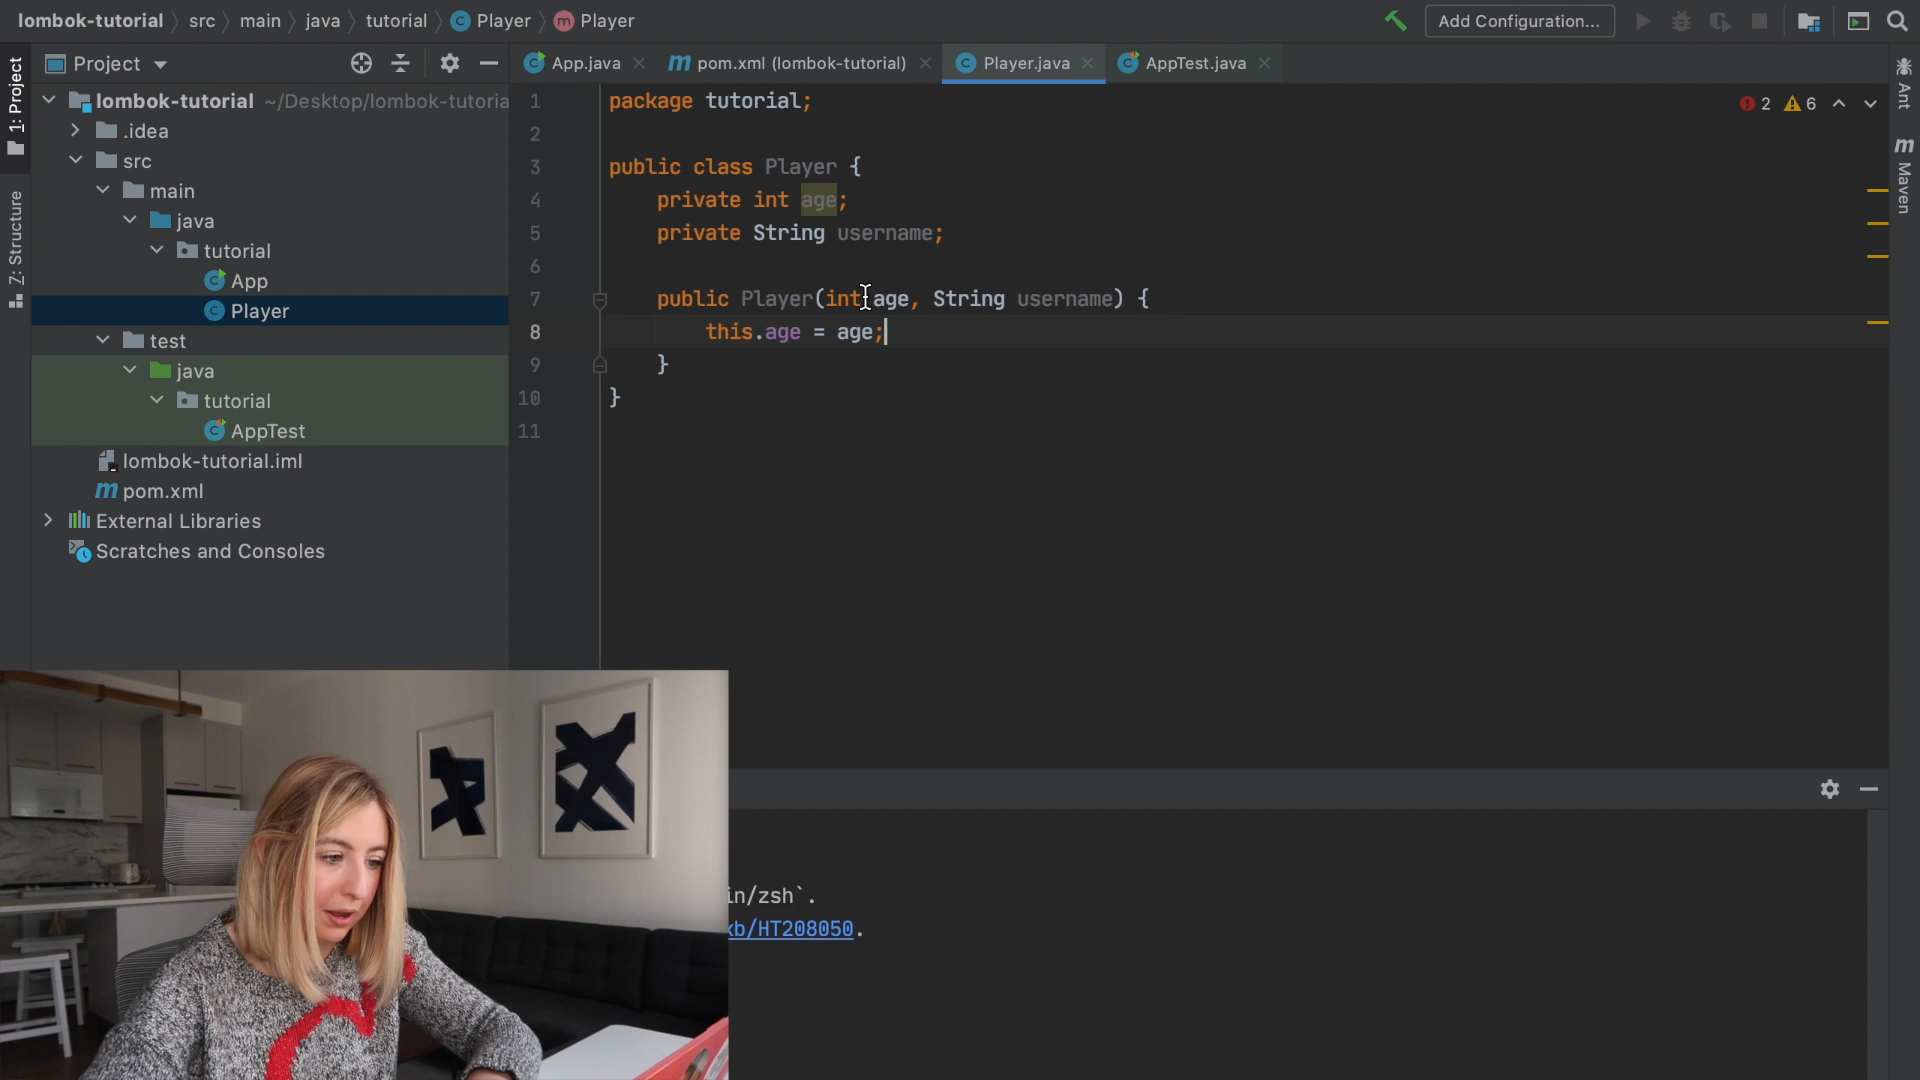 lombok-tutorial src main java tutorial Player Player
Add Configuration...
1: Project
Project
App.java
pom.xml (lombok-tutorial)
Player.java
AppTest.java
lombok-tutorial ~/Desktop/lombok-tutoria
.idea
src
main
java
tutorial
App
Player
test
java
tutorial
AppTest
lombok-tutorial.iml
pom.xml
External Libraries
Scratches and Consoles
Z: Structure
1 package tutorial;
2
3 public class Player {
4 private int age;
5 private String username;
6
7 public Player(int age, String username) {
8 this.age = age;
9 }
10 }
11
2 6
Ant
Maven
in/zsh`.
kb/HT208050.